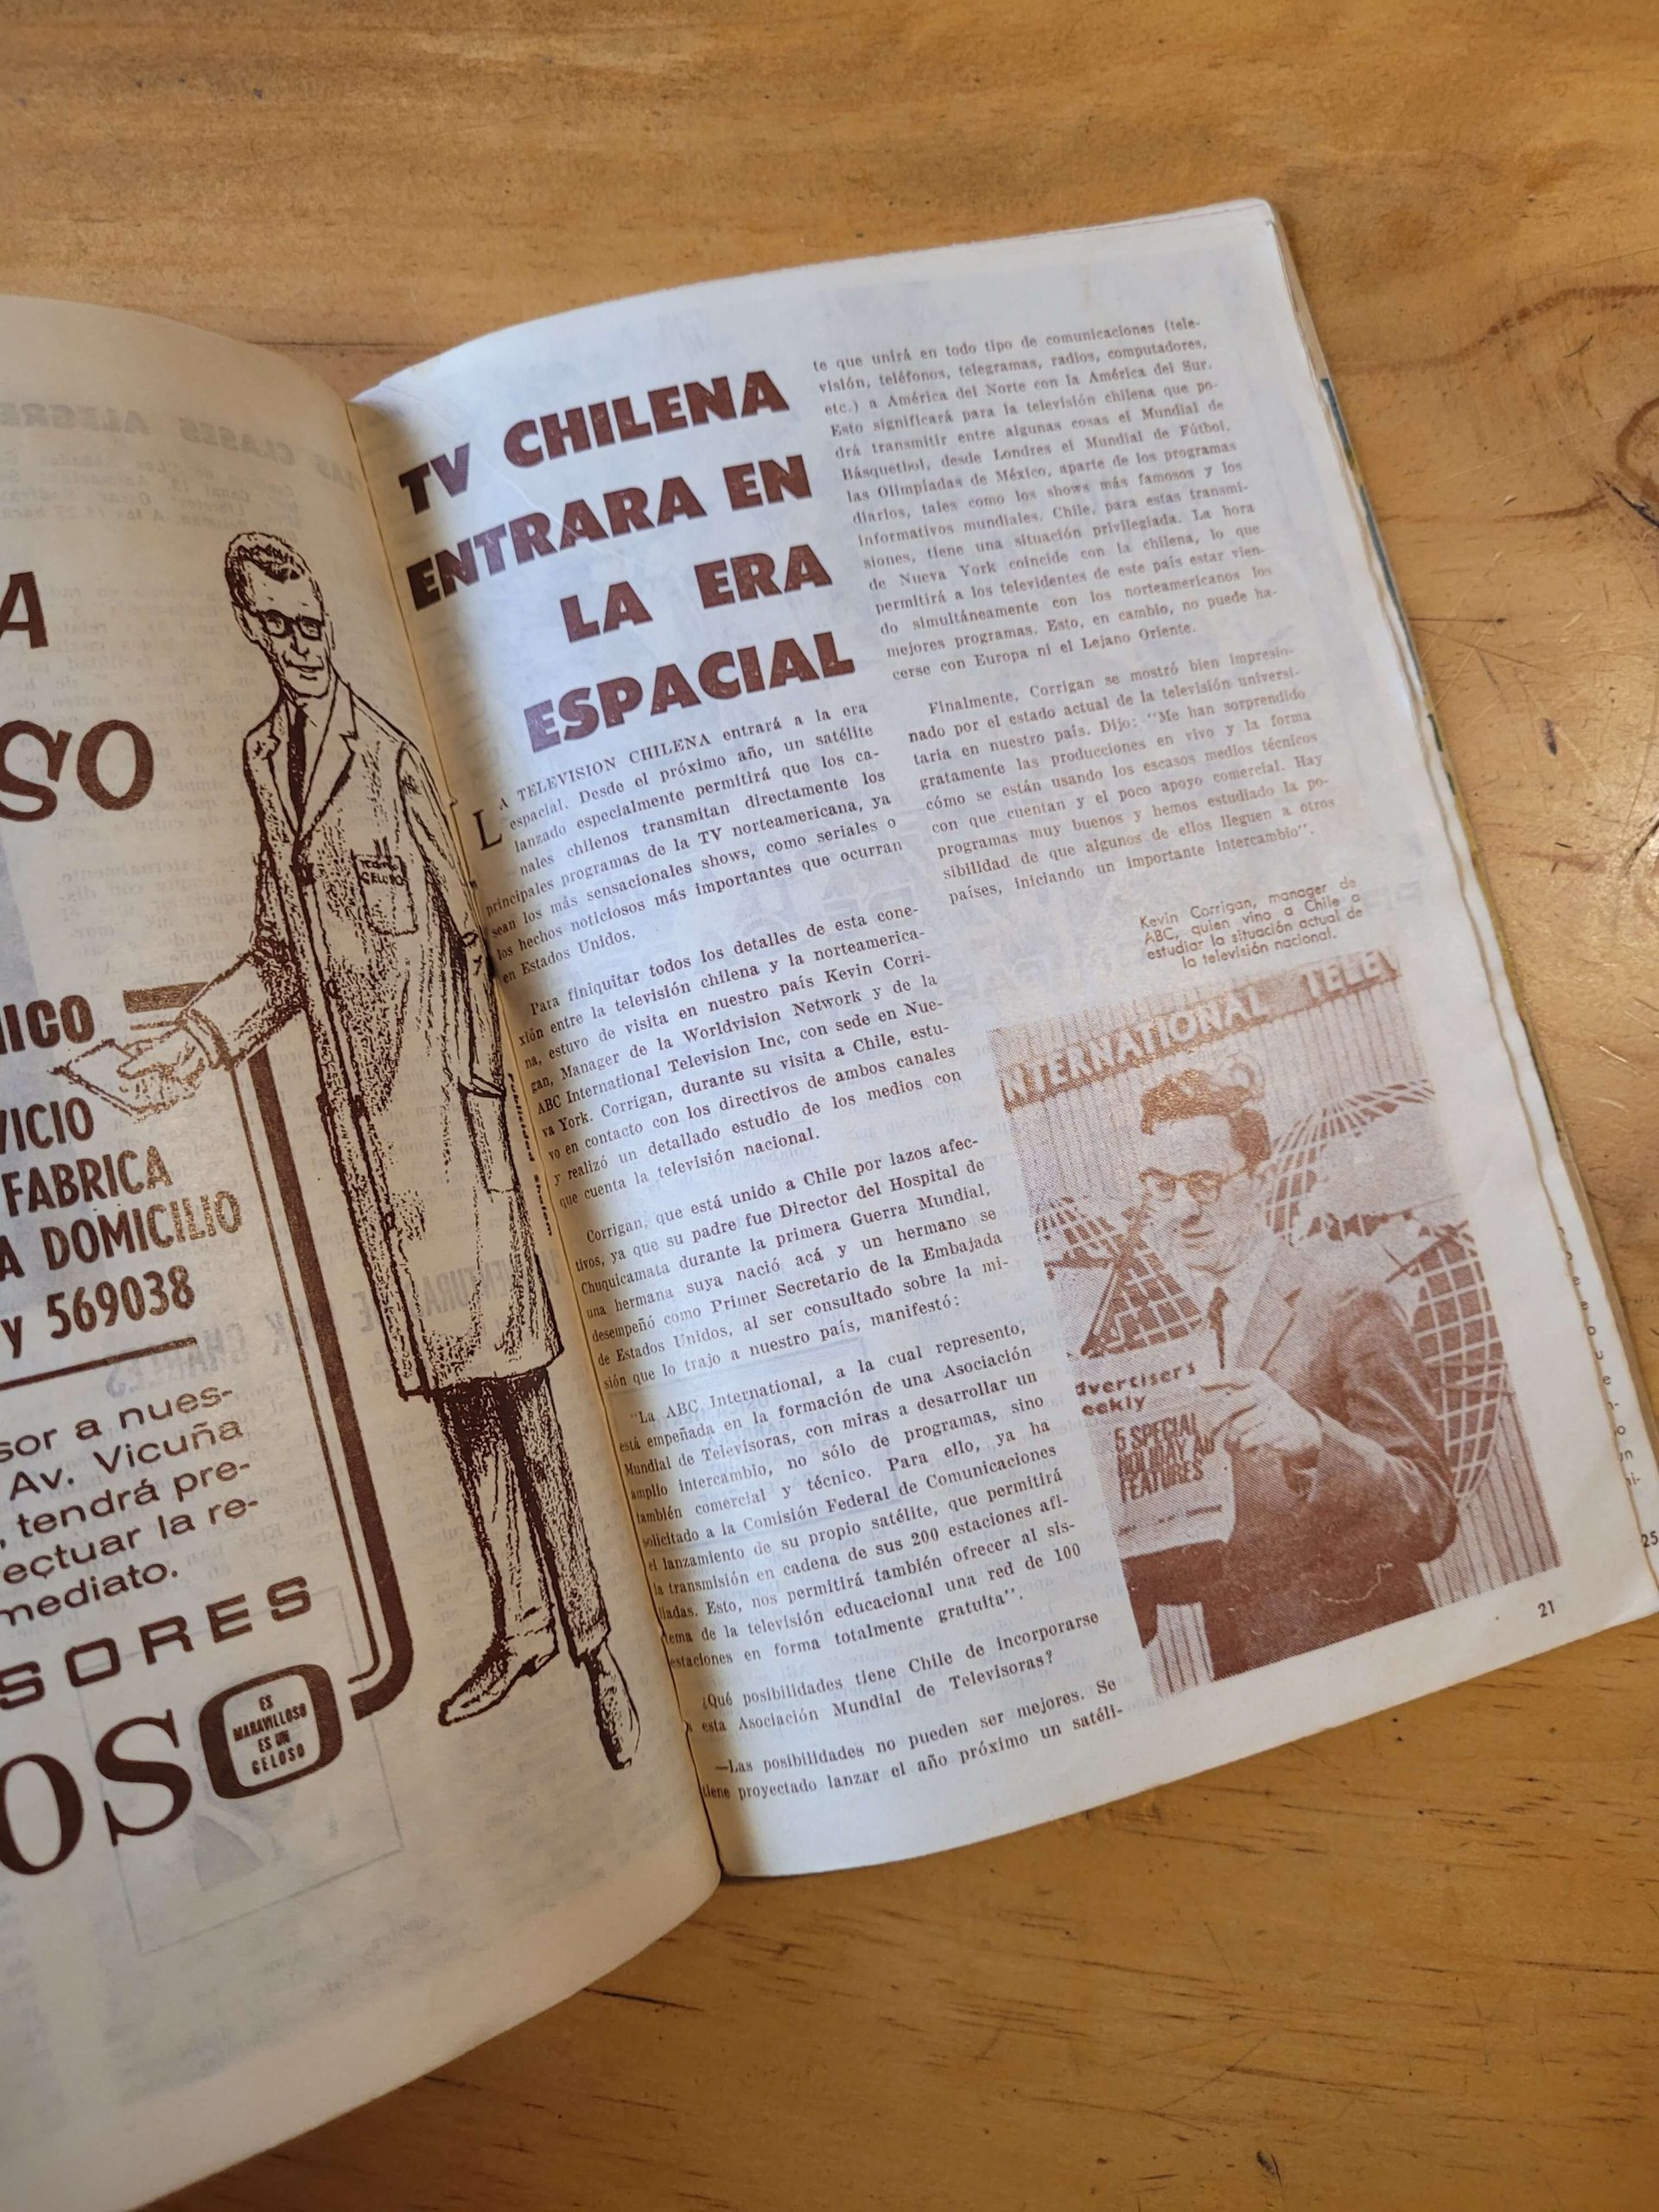 A
SO
NICO
VICIO
FABRICA
A DOMICILIO
y 569038
sor a nues-
Av. Vicuña
, tendrá pre-
ectuar la re-
mediato.
SORES
OSO
ES
MARAVILLOSO
ES UN
GELOSO
GELOSO
Publicidad Shalom
TV CHILENA
ENTRARA EN
LA ERA
ESPACIAL
LA TELEVISION CHILENA entrará a la era
espacial. Desde el próximo año, un satélite
lanzado especialmente permitirá que los ca-
nales chilenos transmitan directamente los
principales programas de la TV norteamericana, ya
sean los más sensacionales shows, como seriales o
los hechos noticiosos más importantes que ocurran
en Estados Unidos.
Para finiquitar todos los detalles de esta cone-
xión entre la televisión chilena y la norteamerica-
na, estuvo de visita en nuestro país Kevin Corri-
gan, Manager de la Worldvision Network y de la
ABC International Television Inc, con sede en Nue-
va York. Corrigan, durante su visita a Chile, estu-
vo en contacto con los directivos de ambos canales
y realizó un detallado estudio de los medios con
que cuenta la televisión nacional.
Corrigan, que está unido a Chile por lazos afec-
tivos, ya que su padre fue Director del Hospital de
Chuquicamata durante la primera Guerra Mundial,
una hermana suya nació acá y un hermano se
desempeñó como Primer Secretario de la Embajada
de Estados Unidos, al ser consultado sobre la mi-
sión que lo trajo a nuestro país, manifestó:
"La ABC International, a la cual represento,
está empeñada en la formación de una Asociación
Mundial de Televisoras, con miras a desarrollar un
amplio intercambio, no sólo de programas, sino
también comercial y técnico. Para ello, ya ha
solicitado a la Comisión Federal de Comunicaciones
el lanzamiento de su propio satélite, que permitirá
la transmisión en cadena de sus 200 estaciones afi-
liadas. Esto, nos permitirá también ofrecer al sis-
tema de la televisión educacional una red de 100
estaciones en forma totalmente gratuita".
¿Qué posibilidades tiene Chile de incorporarse
a esta Asociación Mundial de Televisoras?
—Las posibilidades no pueden ser mejores. Se
tiene proyectado lanzar el año próximo un satéli-
te que unirá en todo tipo de comunicaciones (tele-
visión, teléfonos, telegramas, radios, computadores,
etc.) a América del Norte con la América del Sur.
Esto significará para la televisión chilena que po-
drá transmitir entre algunas cosas el Mundial de
Básquetbol, desde Londres el Mundial de Fútbol,
las Olimpíadas de México, aparte de los programas
diarios, tales como los shows más famosos y los
informativos mundiales. Chile, para estas transmi-
siones, tiene una situación privilegiada. La hora
de Nueva York coincide con la chilena, lo que
permitirá a los televidentes de este país estar vien-
do simultáneamente con los norteamericanos los
mejores programas. Esto, en cambio, no puede ha-
cerse con Europa ni el Lejano Oriente.
Finalmente, Corrigan se mostró bien impresio-
nado por el estado actual de la televisión universi-
taria en nuestro país. Dijo: "Me han sorprendido
gratamente las producciones en vivo y la forma
cómo se están usando los escasos medios técnicos
con que cuentan y el poco apoyo comercial. Hay
programas muy buenos y hemos estudiado la po-
sibilidad de que algunos de ellos lleguen a otros
países, iniciando un importante intercambio".
Kevin Corrigan, manager de
ABC, quien vino a Chile a
estudiar la situación actual de
la televisión nacional.
NTERNATIONAL TELEV
dvertiser's
eekly
5 SPECIAL
HOLIDAY AD
FEATURES
21
25